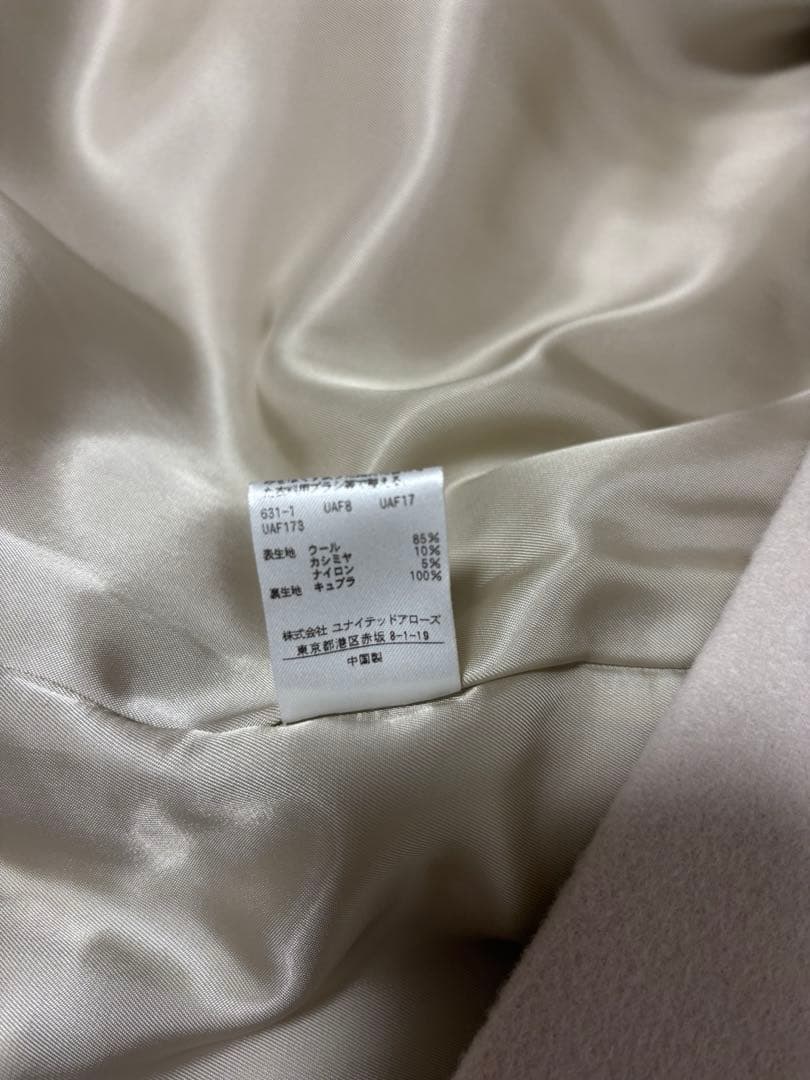 631-1 UAF8 UAF17
UAF173
表生地 ウール 85%
カシミヤ 10%
ナイロン 5%
裏生地 キュプラ 100%
株式会社 ユナイテッドアローズ
東京都港区赤坂 8-1-19
中国製